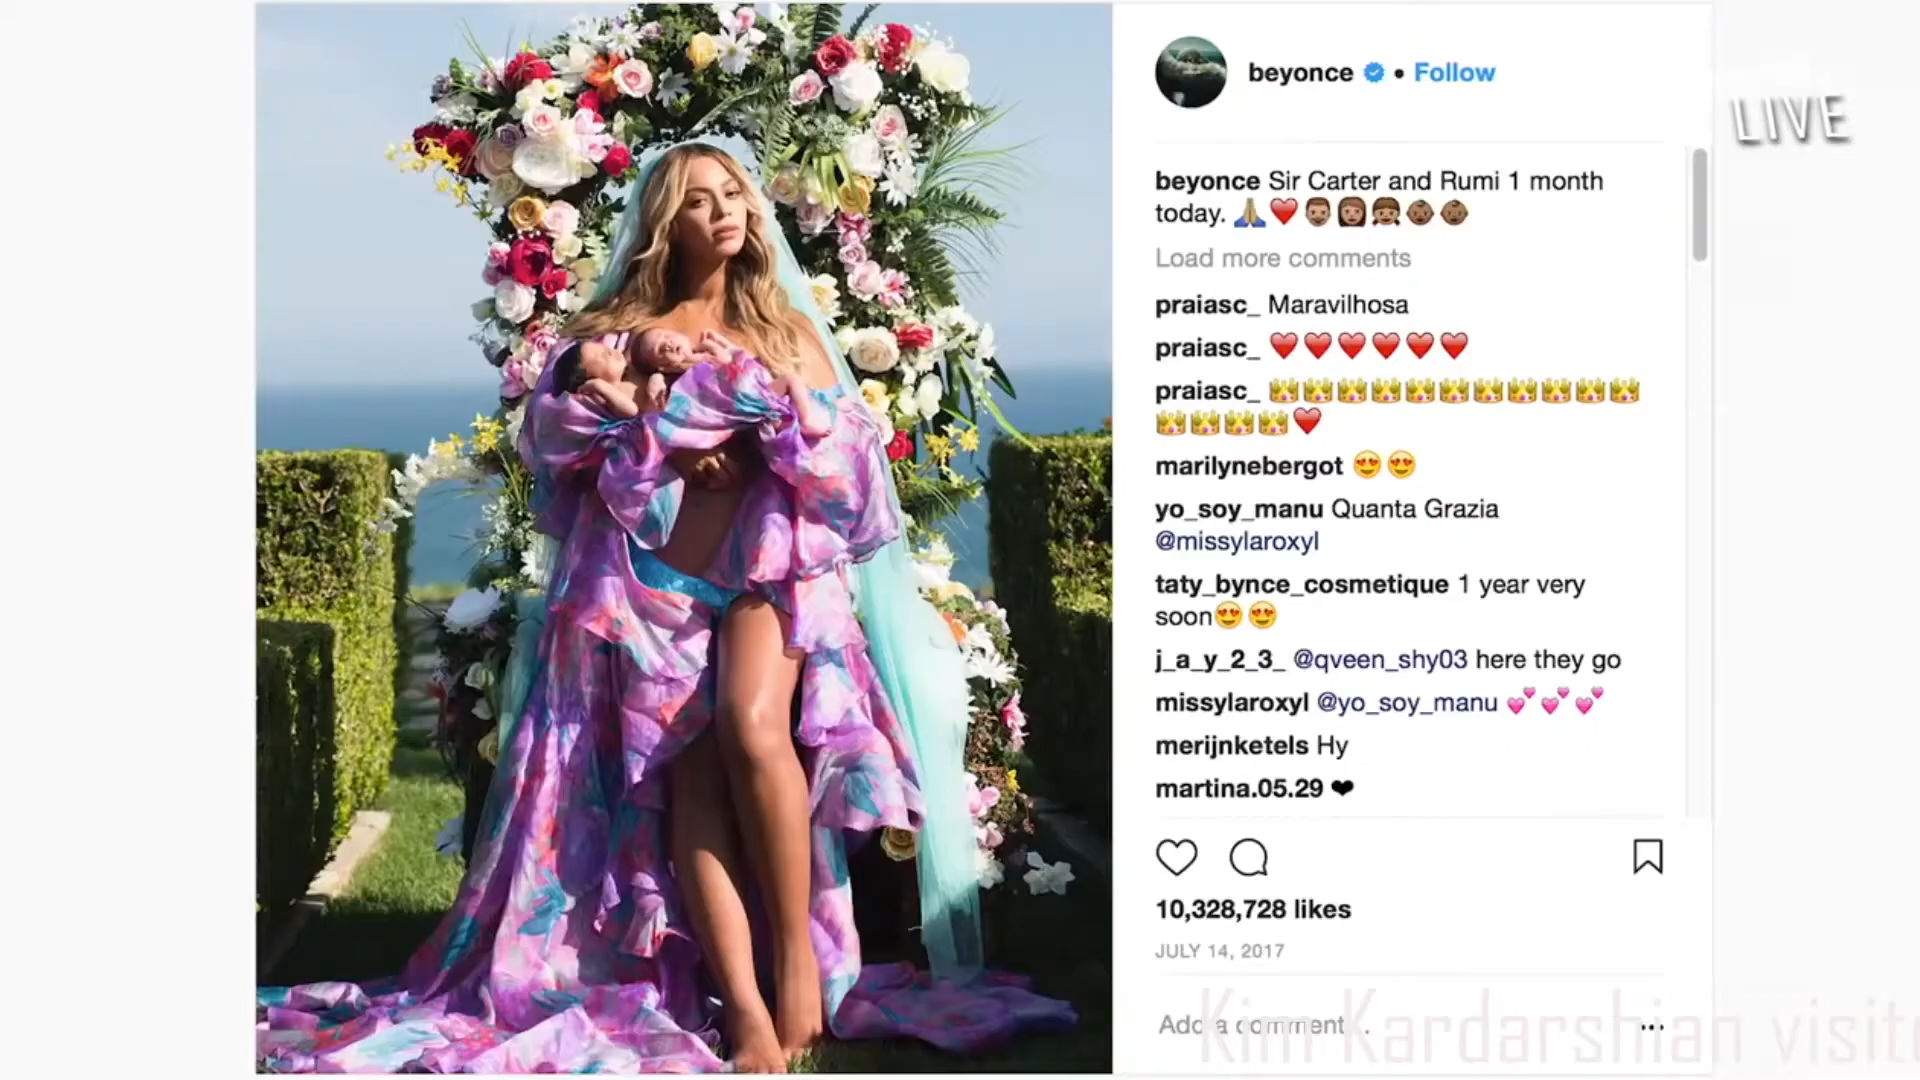 beyonce • Follow
LIVE
beyonce Sir Carter and Rumi 1 month
today. 🙏🏽❤️👨🏽👩🏽👧🏽👶🏾👶🏾
Load more comments
praiasc_ Maravilhosa
praiasc_ ❤️❤️❤️❤️❤️❤️
praiasc_ 👑👑👑👑👑👑👑👑👑👑👑
👑👑👑👑❤️
marilynebergot 😍😍
yo_soy_manu Quanta Grazia
@missylaroxyl
taty_bynce_cosmetique 1 year very
soon😍😍
j_a_y_2_3_ @qveen_shy03 here they go
missylaroxyl @yo_soy_manu 💕💕💕
merijnketels Hy
martina.05.29 ❤
10,328,728 likes
JULY 14, 2017
Add a comment...
Kim Kardarshian visit